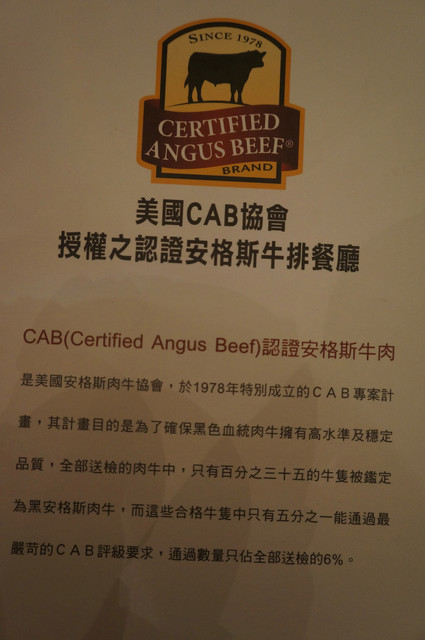 SINCE 1978
CERTIFIED
ANGUS BEEF®
BRAND
美國CAB協會
授權之認證安格斯牛排餐廳
CAB(Certified Angus Beef)認證安格斯牛肉
是美國安格斯肉牛協會，於1978年特別成立的ＣＡＢ專案計
畫，其計畫目的是為了確保黑色血統肉牛擁有高水準及穩定
品質，全部送檢的肉牛中，只有百分之三十五的牛隻被鑑定
為黑安格斯肉牛，而這些合格牛隻中只有五分之一能通過最
嚴苛的ＣＡＢ評級要求，通過數量只佔全部送檢的6%。